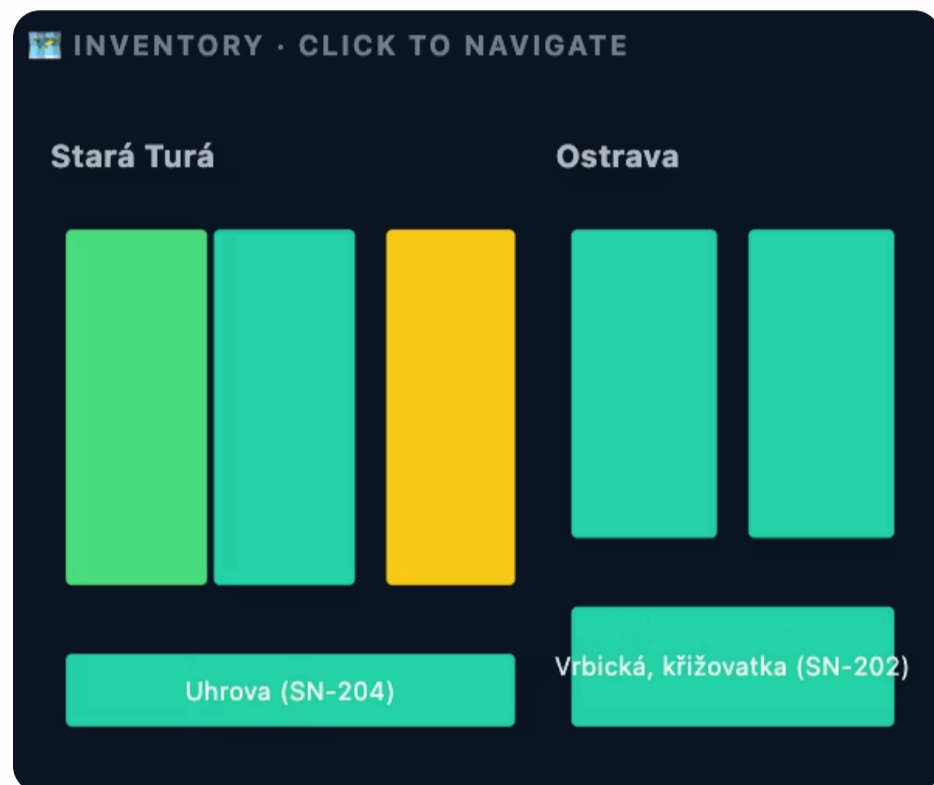 INVENTORY · CLICK TO NAVIGATE
Stará Turá
Ostrava
Uhrova (SN-204)
Vrbická, křižovatka (SN-202)